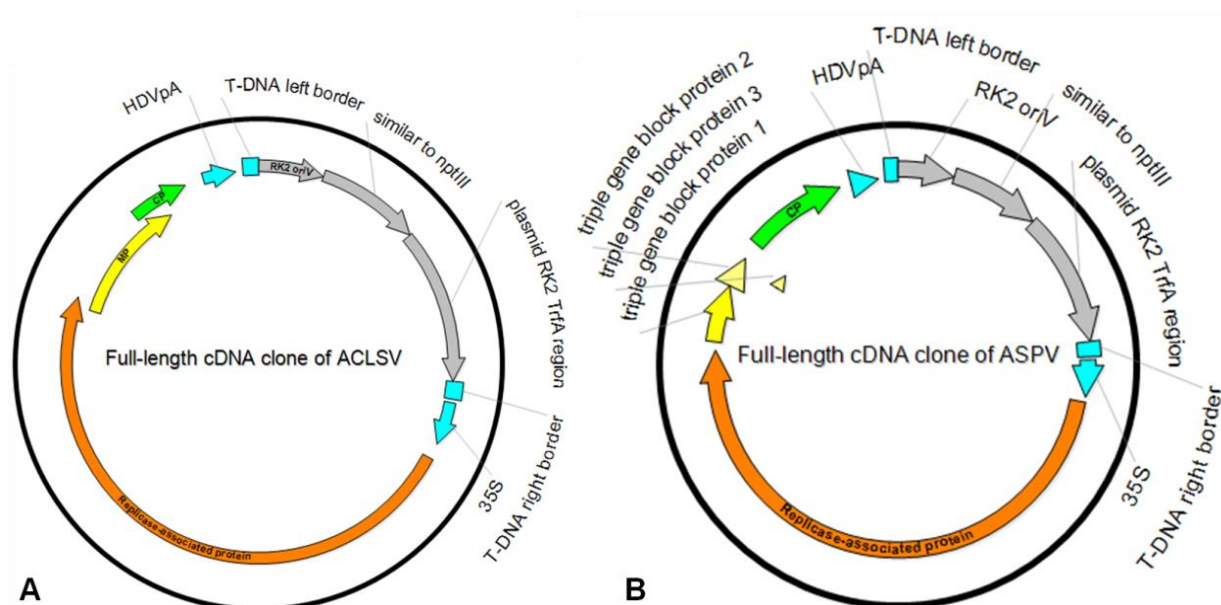 HDVpA
T-DNA left border
similar to nptIII
RK2 oriV
CP
MP
plasmid RK2 TrfA region
Full-length cDNA clone of ACLSV
35S
T-DNA right border
Replicase-associated protein
A
triple gene block protein 2
triple gene block protein 3
triple gene block protein 1
HDVpA
T-DNA left border
RK2 oriV
similar to nptIII
plasmid RK2 TrfA region
CP
Full-length cDNA clone of ASPV
35S
T-DNA right border
Replicase-associated protein
B